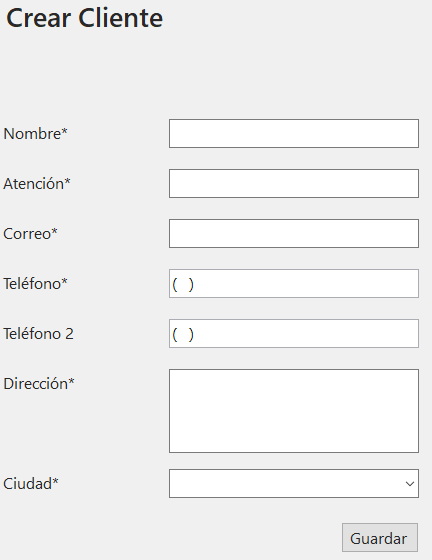 Crear Cliente
Nombre*
Atención*
Correo*
Teléfono*
( )
Teléfono 2
( )
Dirección*
Ciudad*
Guardar